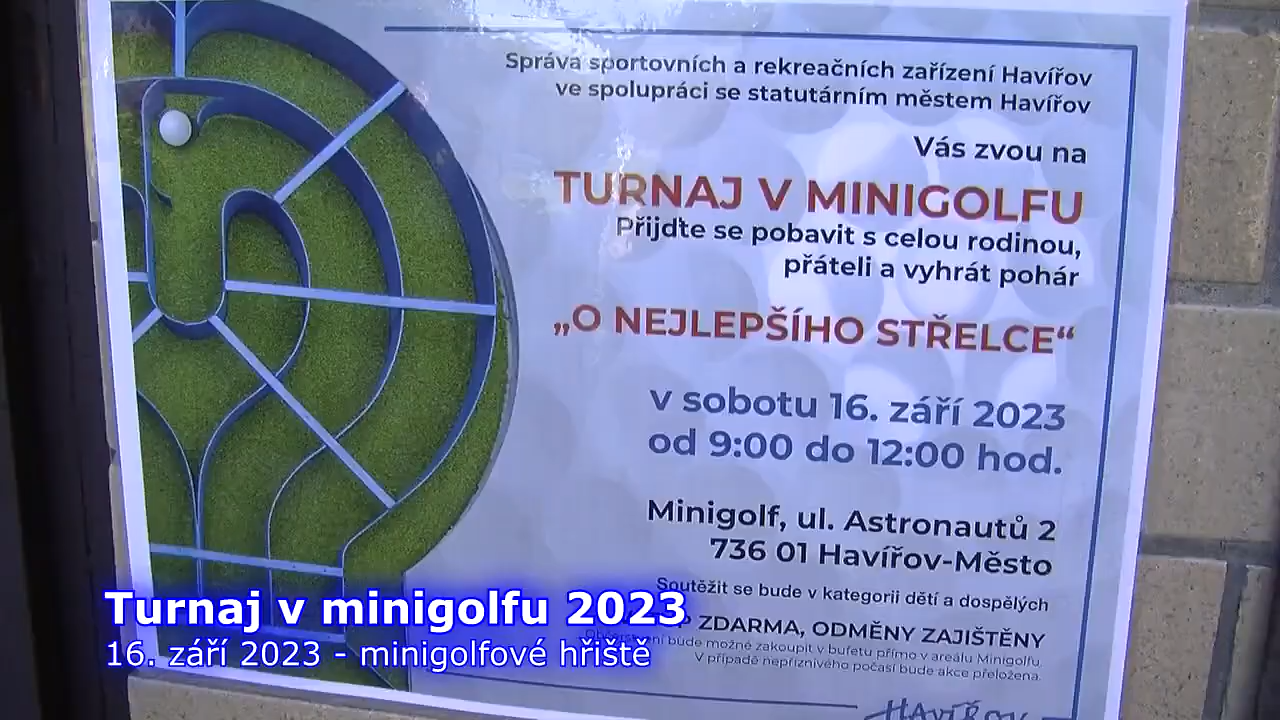 Správa sportovních a rekreačních zařízení Havířov
ve spolupráci se statutárním městem Havířov
Vás zvou na
TURNAJ V MINIGOLFU
Přijďte se pobavit s celou rodinou,
přáteli a vyhrát pohár
„O NEJLEPŠÍHO STŘELCE“
v sobotu 16. září 2023
od 9:00 do 12:00 hod.
Minigolf, ul. Astronautů 2
736 01 Havířov-Město
Soutěžit se bude v kategorii dětí a dospělých
ZDARMA, ODMĚNY ZAJIŠTĚNY
bude možné zakoupit v bufetu přímo v areálu Minigolfu.
V případě nepříznivého počasí bude akce přeložena.
HAVÍŘOV
Turnaj v minigolfu 2023
16. září 2023 - minigolfové hřiště